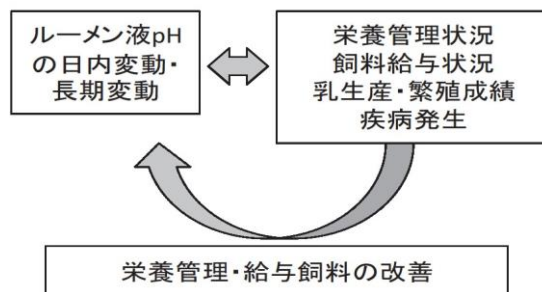 ルーメン液pH
の日内変動・
長期変動
栄養管理状況
飼料給与状況
乳生産・繁殖成績
疾病発生
栄養管理・給与飼料の改善